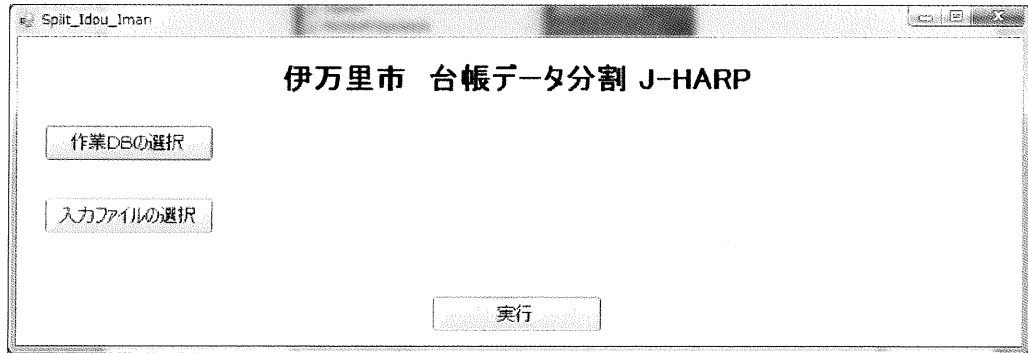 Split_Idou_Imari
伊万里市 台帳データ分割 J-HARP
作業DBの選択
入力ファイルの選択
実行